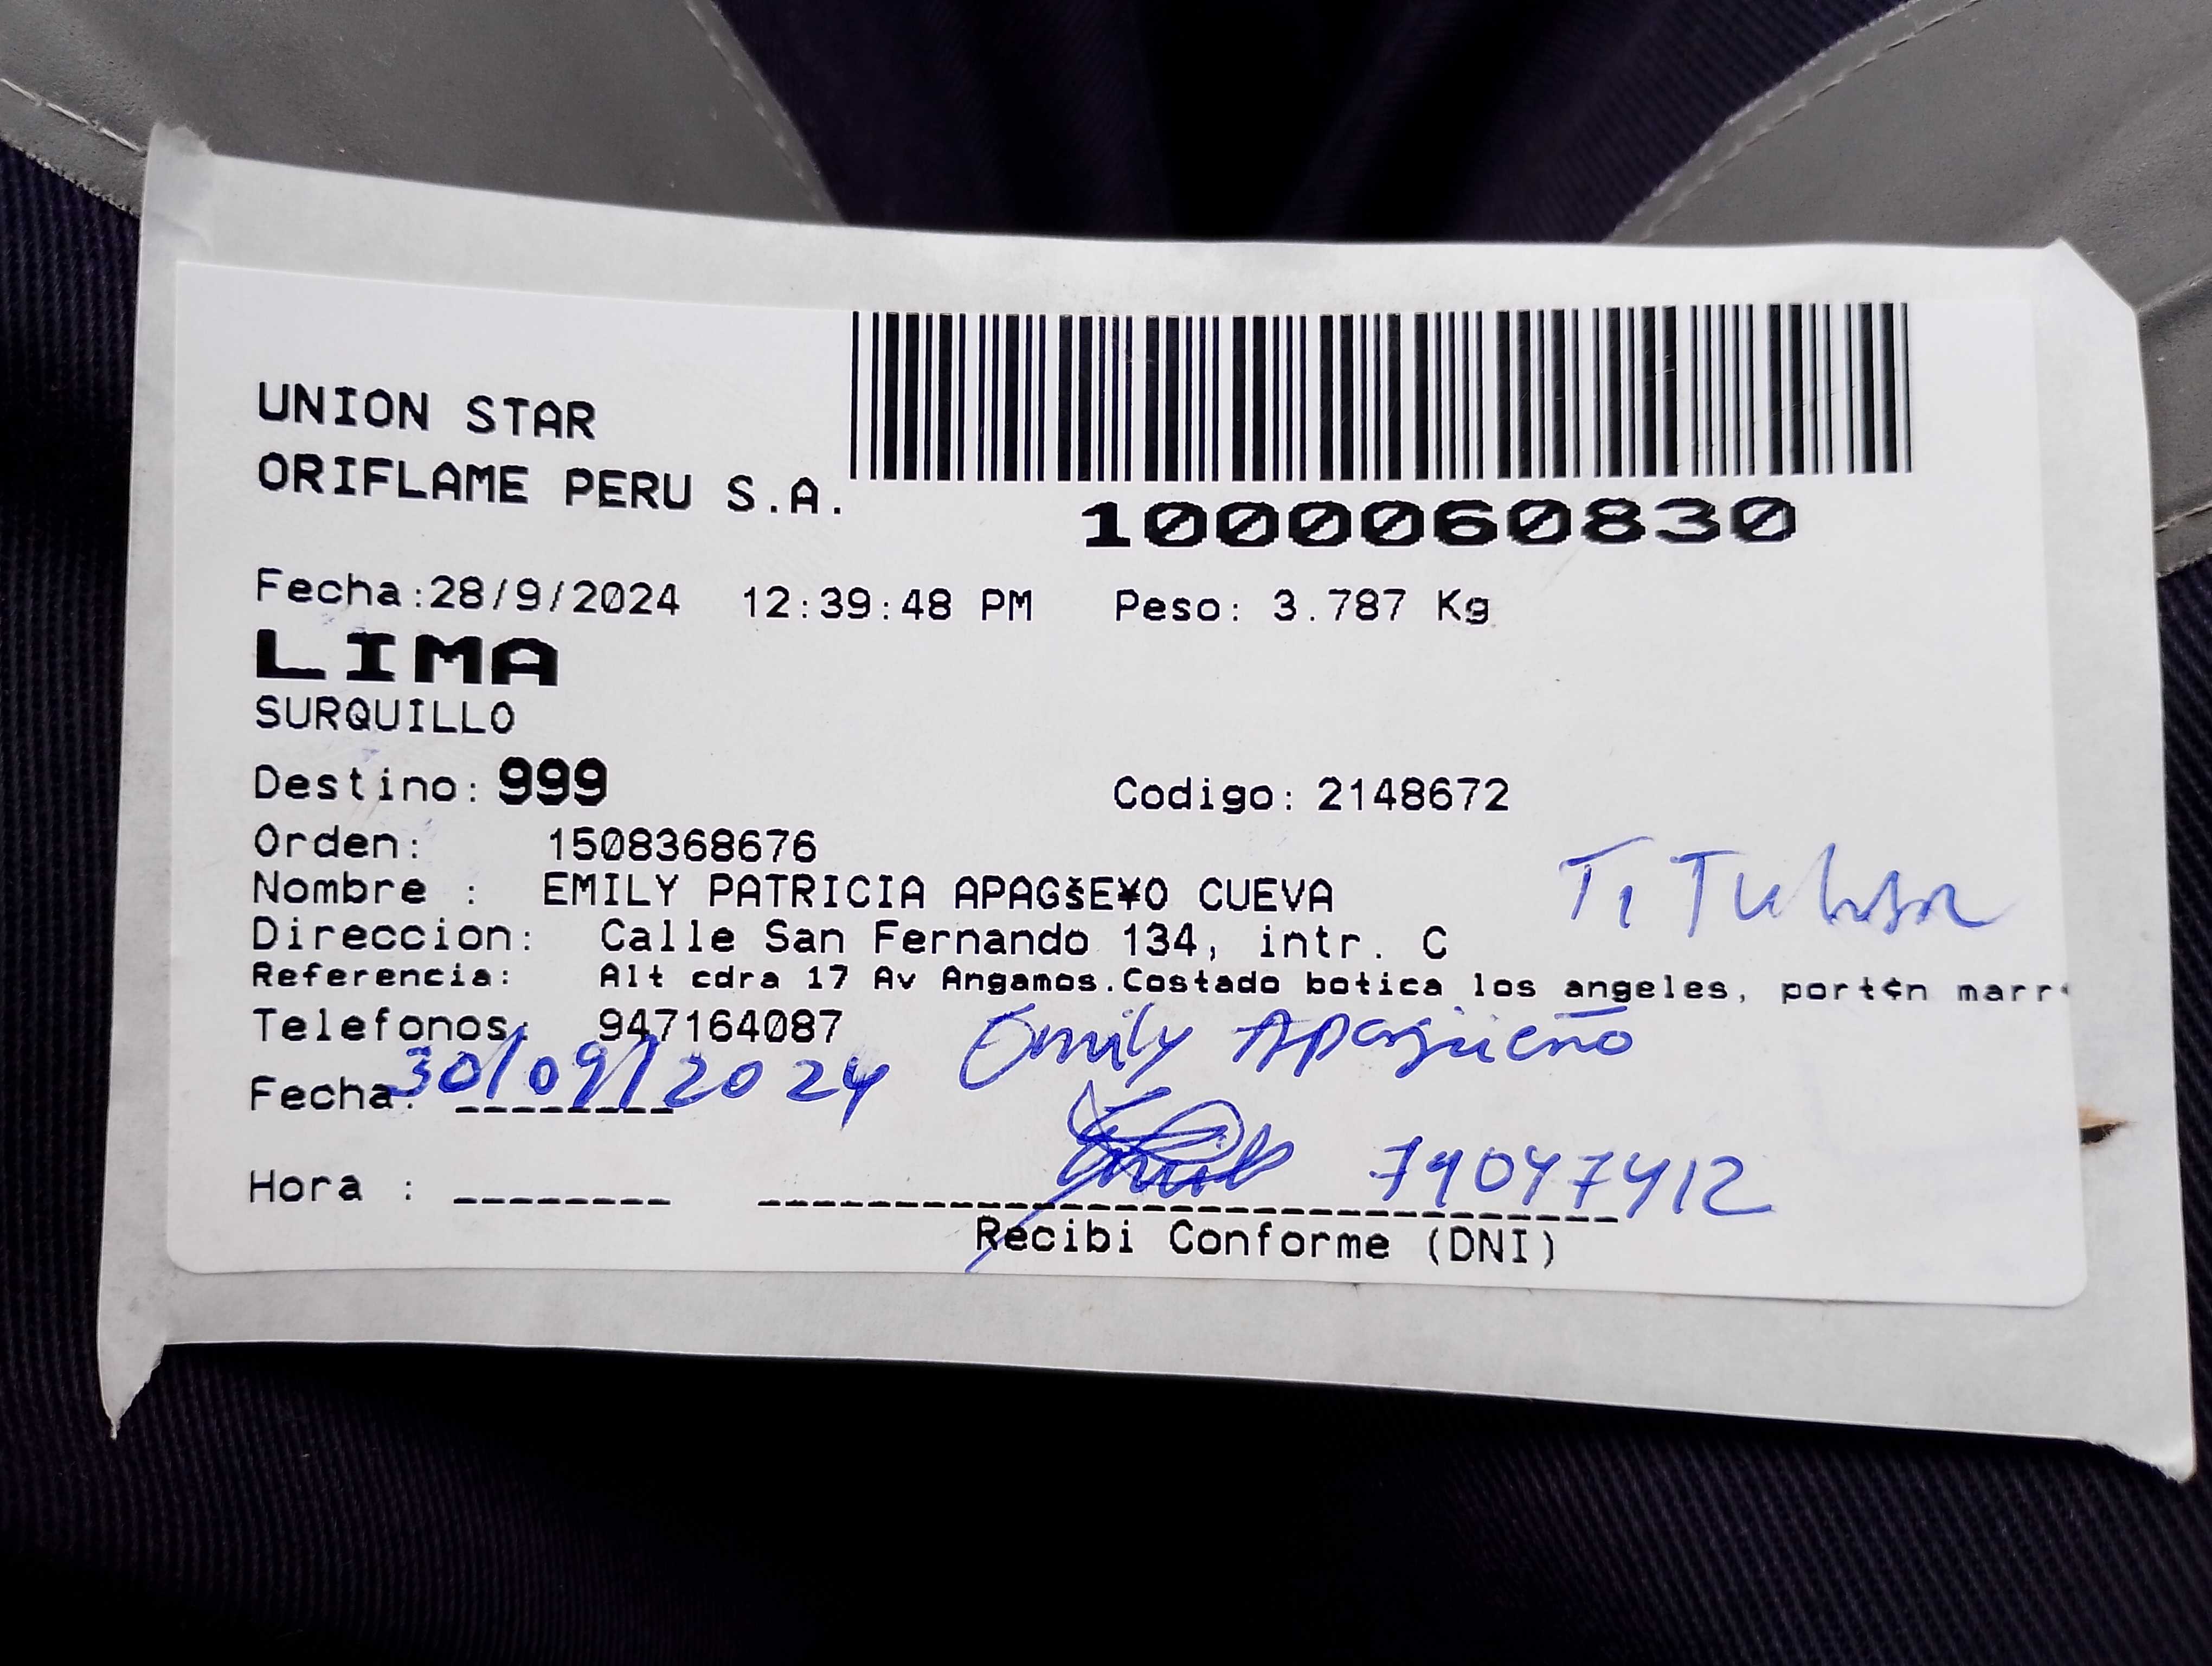 UNION STAR
ORIFLAME PERU S.A.
1000060830
Fecha:28/9/2024 12:39:48 PM Peso: 3.787 Kg
LIMA
SURQUILLO
Destino: 999 Codigo: 2148672
Orden: 1508368676
Nombre : EMILY PATRICIA APAGšE¥O CUEVA
Titular
Direccion: Calle San Fernando 134, intr. C
Referencia: Alt cdra 17 Av Angamos.Costado botica los angeles, port¢n marr
Telefonos: 947164087
Emily Apagüeño
Fecha: 30/09/2024
Hora : 74047412
Recibi Conforme (DNI)